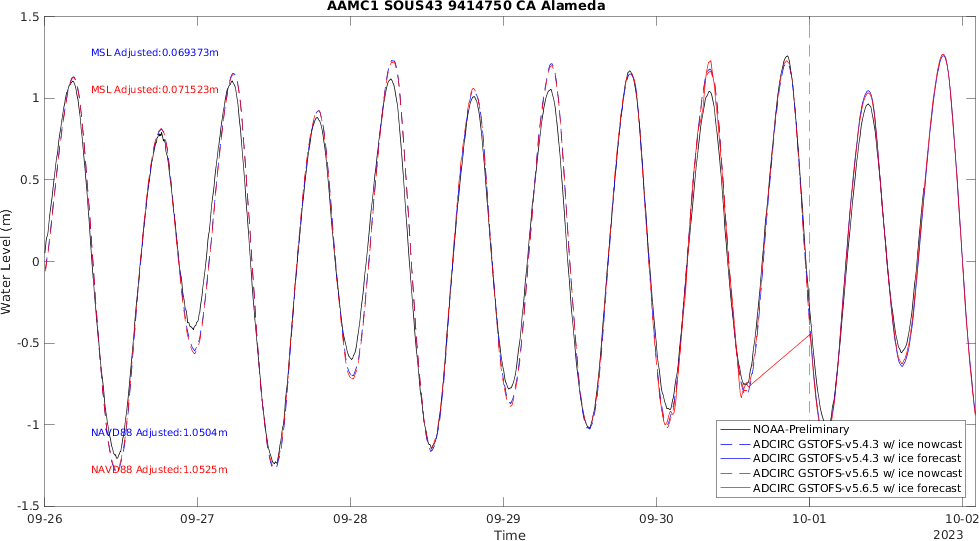 AAMC1 SOUS43 9414750 CA Alameda
1.5
1
0.5
0
-0.5
-1
-1.5
Water Level (m)
MSL Adjusted:0.069373m
MSL Adjusted:0.071523m
NAVD88 Adjusted:1.0504m
NAVD88 Adjusted:1.0525m
NOAA-Preliminary
ADCIRC GSTOFS-v5.4.3 w/ ice nowcast
ADCIRC GSTOFS-v5.4.3 w/ ice forecast
ADCIRC GSTOFS-v5.6.5 w/ ice nowcast
ADCIRC GSTOFS-v5.6.5 w/ ice forecast
09-26 09-27 09-28 09-29 09-30 10-01 10-02
Time
2023